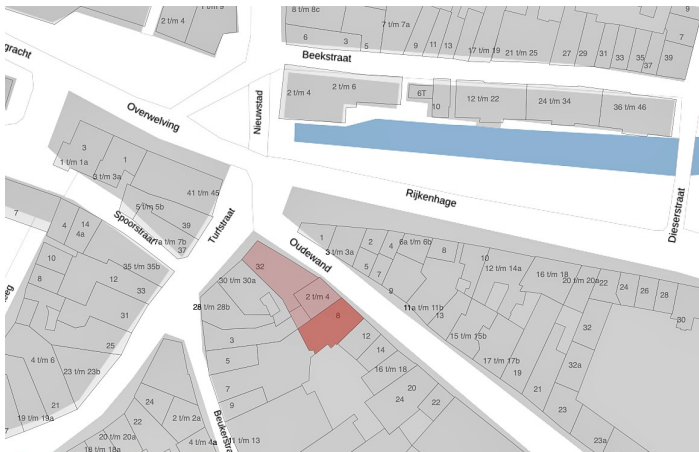 2 t/m 4
1 t/m 9
8 t/m 8c
7 t/m 7a
9
6
3
5
9
11
13
17 t/m 19
21 t/m 25
27
29
31
33
35
37
39
7
gracht
Beekstraat
2 t/m 4
2 t/m 6
6T
10
12 t/m 22
24 t/m 34
36 t/m 46
Nieuwstad
Overwelving
3
1 t/m 1a
1
3 t/m 3a
5 t/m 5b
41 t/m 45
39
7a t/m 7b
37
Spoorstraat
Turfstraat
Rijkenhage
Dieserstraat
Oudewand
7
4
14
4a
10
8
12
35 t/m 35b
33
31
25
4 t/m 6
23 t/m 23b
21
19 t/m 19a
7
24
22
2 t/m 2a
20 t/m 20a
18 t/m 18a
4 t/m 4a
11 t/m 13
32
30 t/m 30a
28 t/m 28b
2 t/m 4
8
3
5
7
9
12
14
16 t/m 18
20
24
22
1
3 t/m 3a
2
4
6a t/m 6b
5
7
9
8
10
12 t/m 14a
16 t/m 18
20 t/m 20a
22
24
26
28
30
11a t/m 11b
13
15 t/m 15b
17 t/m 17b
19
21
23
32
32a
23a